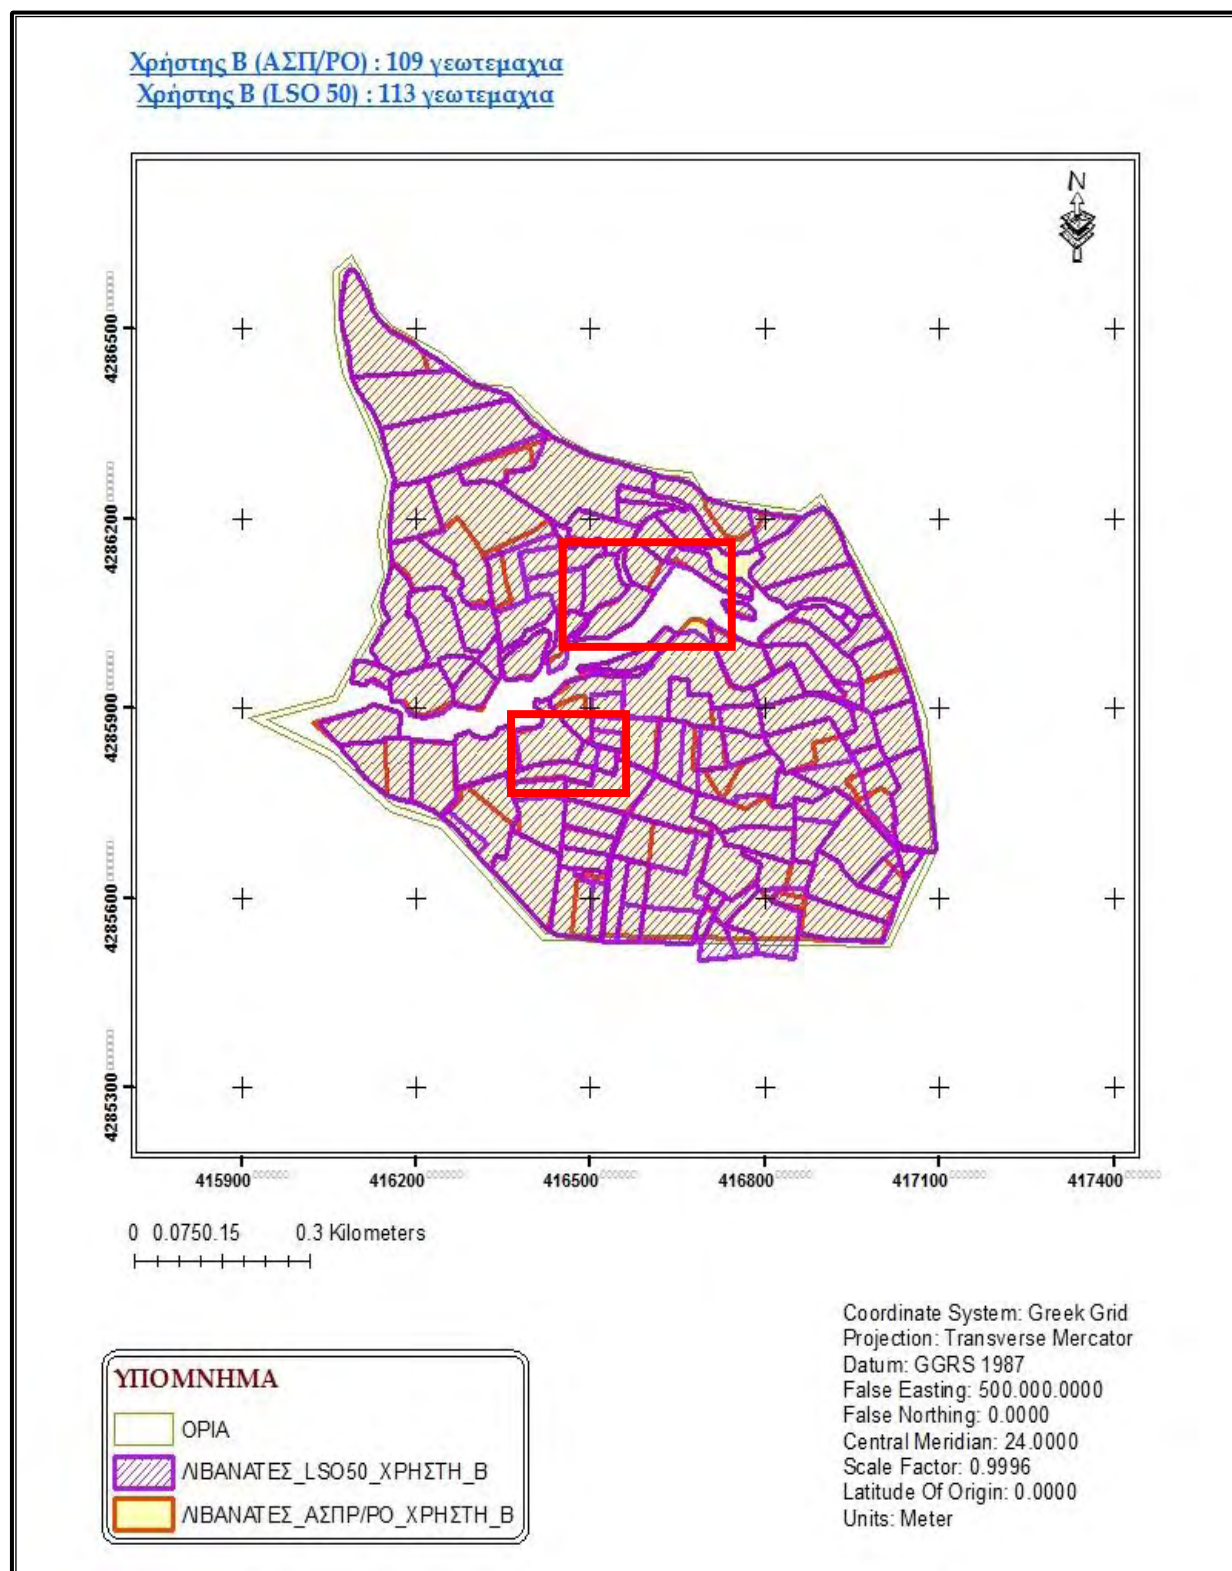 Χρήστης Β (ΑΣΠ/ΡΟ) : 109 γεωτεμαχια
Χρήστης Β (LSO 50) : 113 γεωτεμαχια
N
4286500
4286200
4285900
4285600
4285300
415900 416200 416500 416800 417100 417400
0 0.0750.15 0.3 Kilometers
Coordinate System: Greek Grid
Projection: Transverse Mercator
Datum: GGRS 1987
False Easting: 500.000.0000
False Northing: 0.0000
Central Meridian: 24.0000
Scale Factor: 0.9996
Latitude Of Origin: 0.0000
Units: Meter
ΥΠΟΜΝΗΜΑ
ΟΡΙΑ
ΛΙΒΑΝΑΤΕΣ_LSO50_ΧΡΗΣΤΗ_Β
ΛΙΒΑΝΑΤΕΣ_ΑΣΠΡ/ΡΟ_ΧΡΗΣΤΗ_Β